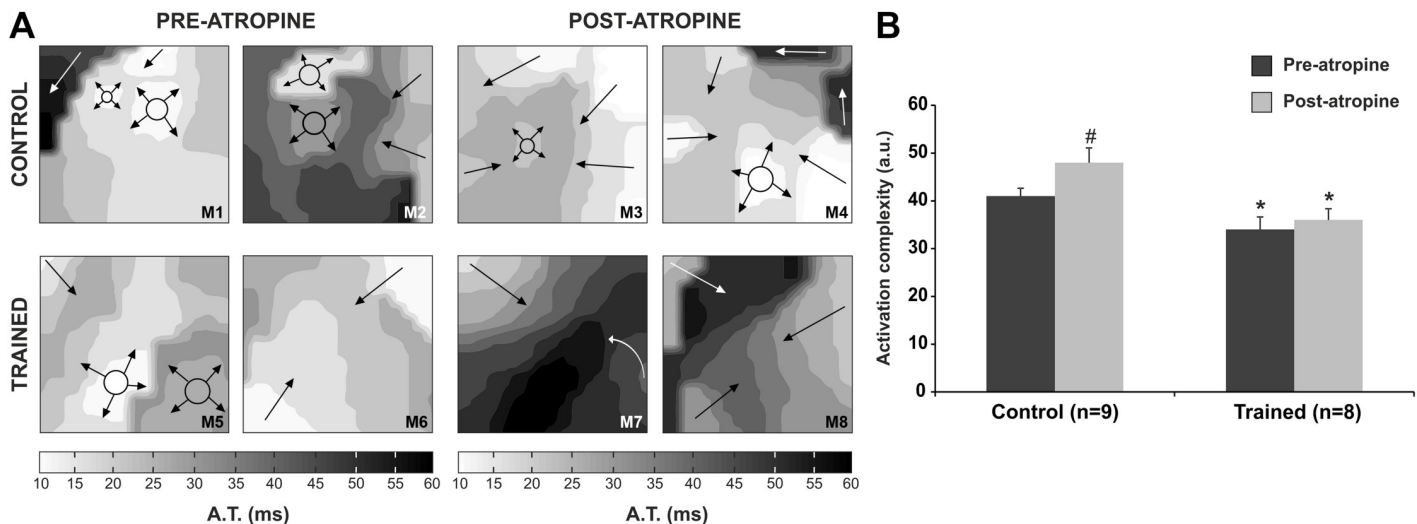 A
PRE-ATROPINE
POST-ATROPINE
CONTROL
M1
M2
M3
M4
TRAINED
M5
M6
M7
M8
10 15 20 25 30 35 40 45 50 55 60
A.T. (ms)
10 15 20 25 30 35 40 45 50 55 60
A.T. (ms)
B
Pre-atropine
Post-atropine
Activation complexity (a.u.)
60
50
40
30
20
10
0
#
*
*
Control (n=9)
Trained (n=8)